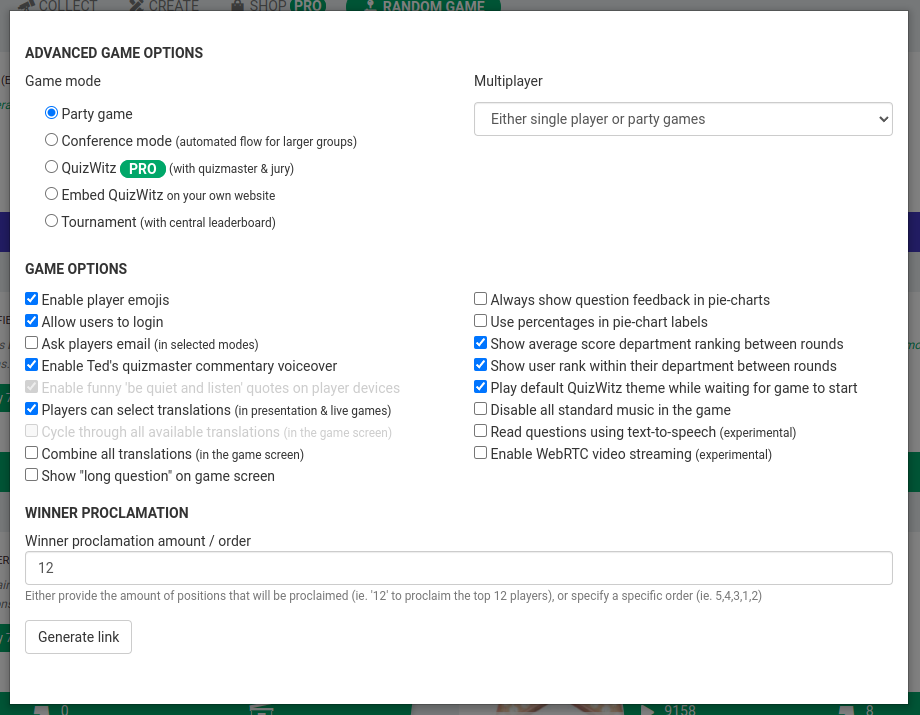 COLLECT CREATE SHOP PRO RANDOM GAME
ADVANCED GAME OPTIONS
Game mode
Party game
Conference mode (automated flow for larger groups)
QuizWitz PRO (with quizmaster & jury)
Embed QuizWitz on your own website
Tournament (with central leaderboard)
Multiplayer
Either single player or party games
GAME OPTIONS
Enable player emojis
Allow users to login
Ask players email (in selected modes)
Enable Ted's quizmaster commentary voiceover
Enable funny 'be quiet and listen' quotes on player devices
Players can select translations (in presentation & live games)
Cycle through all available translations (in the game screen)
Combine all translations (in the game screen)
Show "long question" on game screen
Always show question feedback in pie-charts
Use percentages in pie-chart labels
Show average score department ranking between rounds
Show user rank within their department between rounds
Play default QuizWitz theme while waiting for game to start
Disable all standard music in the game
Read questions using text-to-speech (experimental)
Enable WebRTC video streaming (experimental)
WINNER PROCLAMATION
Winner proclamation amount / order
12
Either provide the amount of positions that will be proclaimed (ie. '12' to proclaim the top 12 players), or specify a specific order (ie. 5,4,3,1,2)
Generate link
0 9158 8